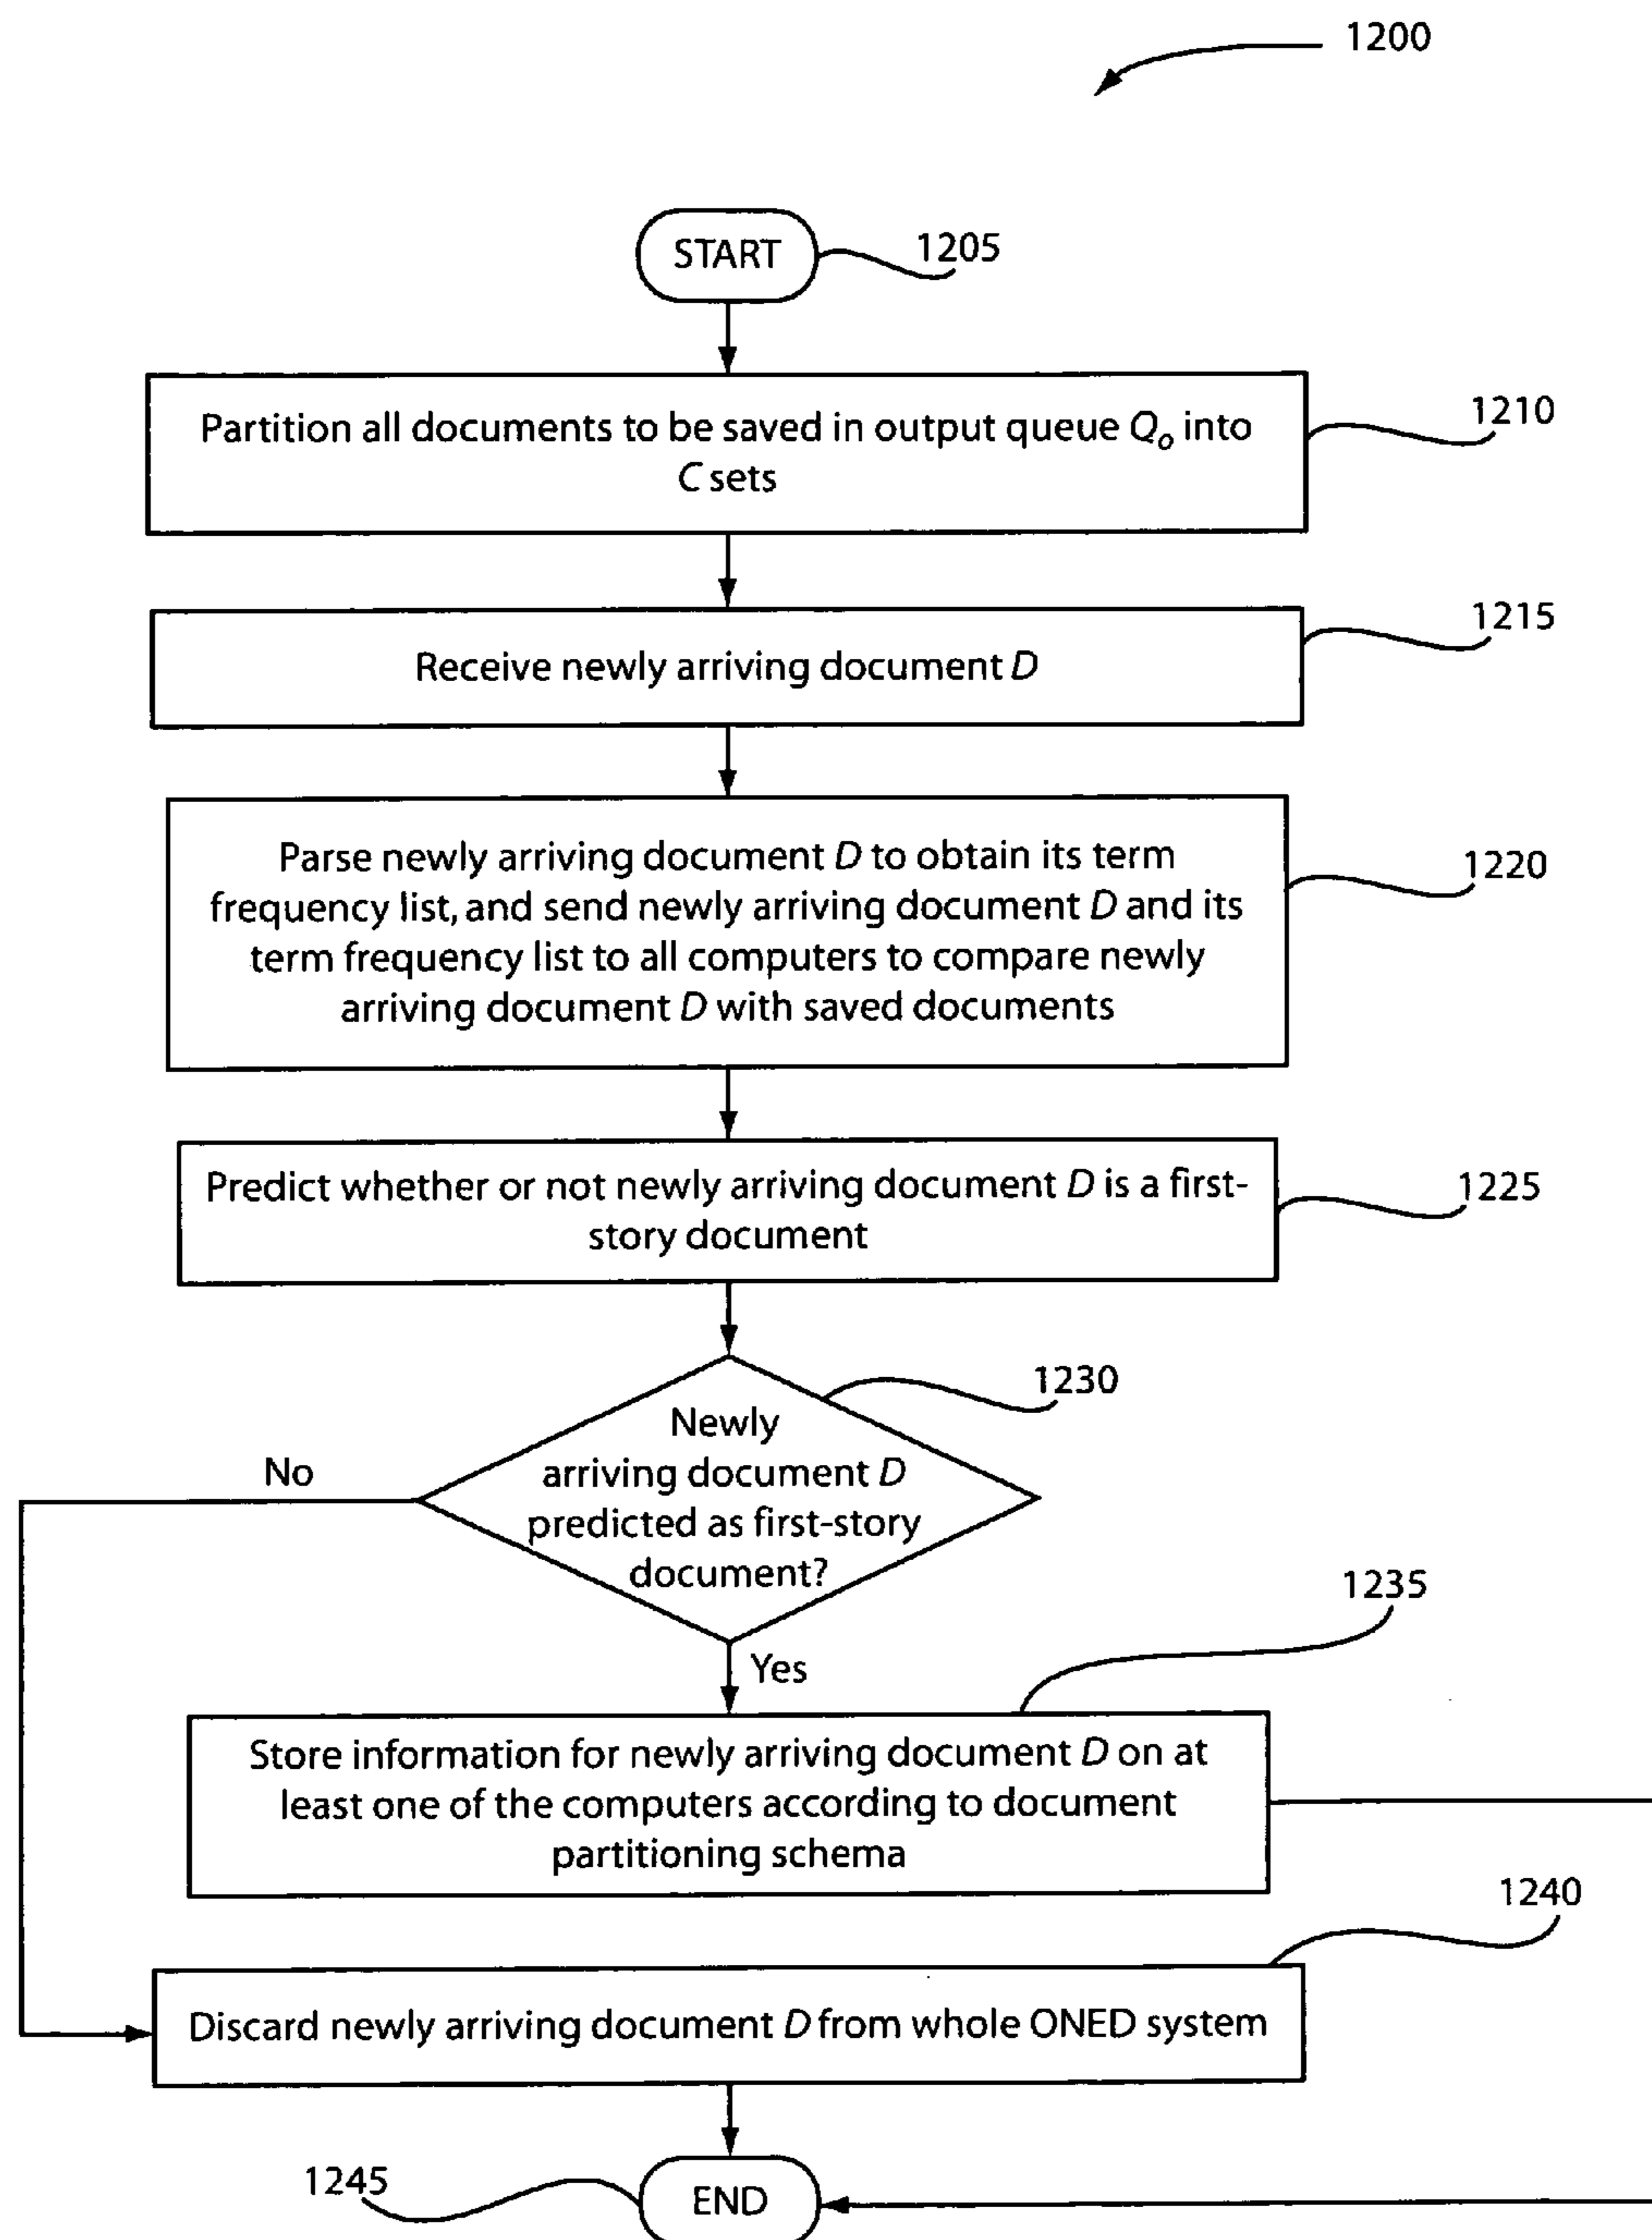 1200
START
1205
Partition all documents to be saved in output queue Qo into
C sets
1210
Receive newly arriving document D
1215
Parse newly arriving document D to obtain its term
frequency list, and send newly arriving document D and its
term frequency list to all computers to compare newly
arriving document D with saved documents
1220
Predict whether or not newly arriving document D is a first-
story document
1225
1230
Newly
arriving document D
predicted as first-story
document?
No
Yes
1235
Store information for newly arriving document D on at
least one of the computers according to document
partitioning schema
1240
Discard newly arriving document D from whole ONED system
1245
END